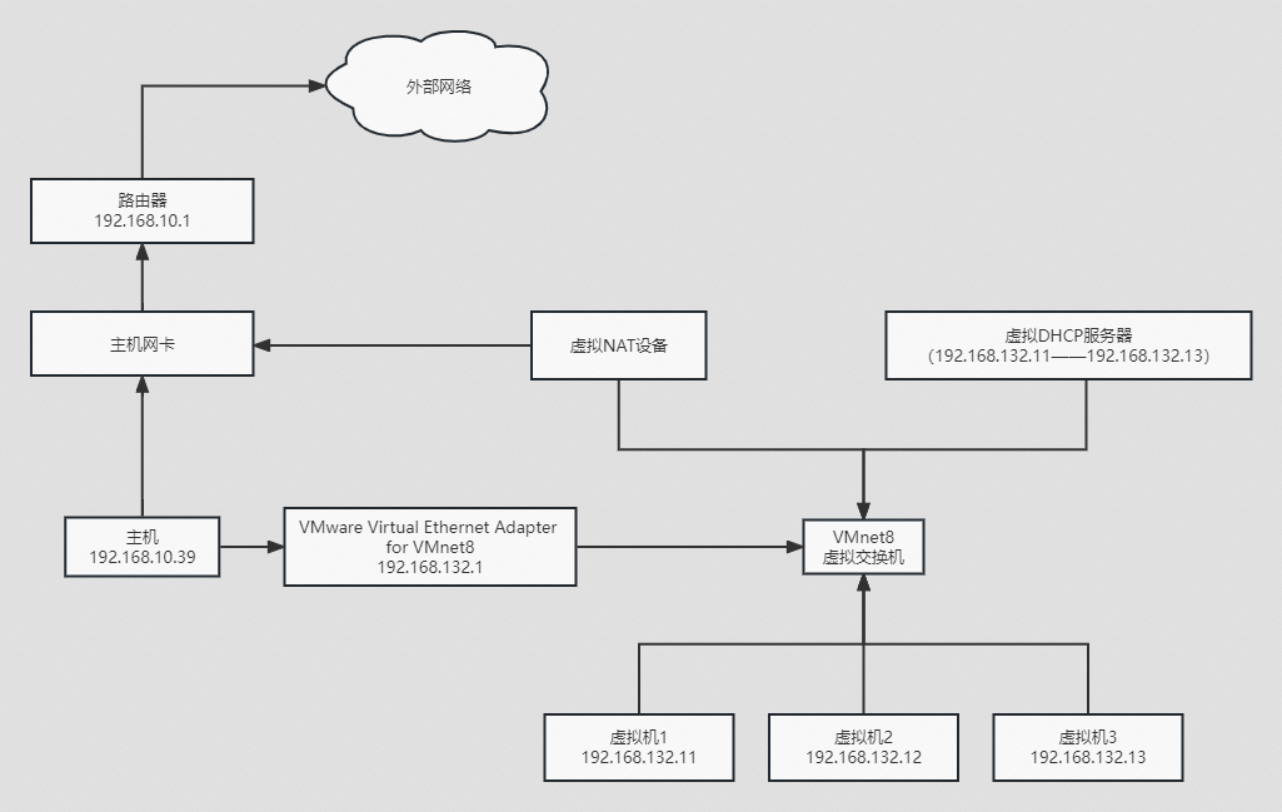 外部网络
路由器
192.168.10.1
主机网卡
虚拟NAT设备
虚拟DHCP服务器
（192.168.132.11——192.168.132.13）
主机
192.168.10.39
VMware Virtual Ethernet Adapter
for VMnet8
192.168.132.1
VMnet8
虚拟交换机
虚拟机1
192.168.132.11
虚拟机2
192.168.132.12
虚拟机3
192.168.132.13